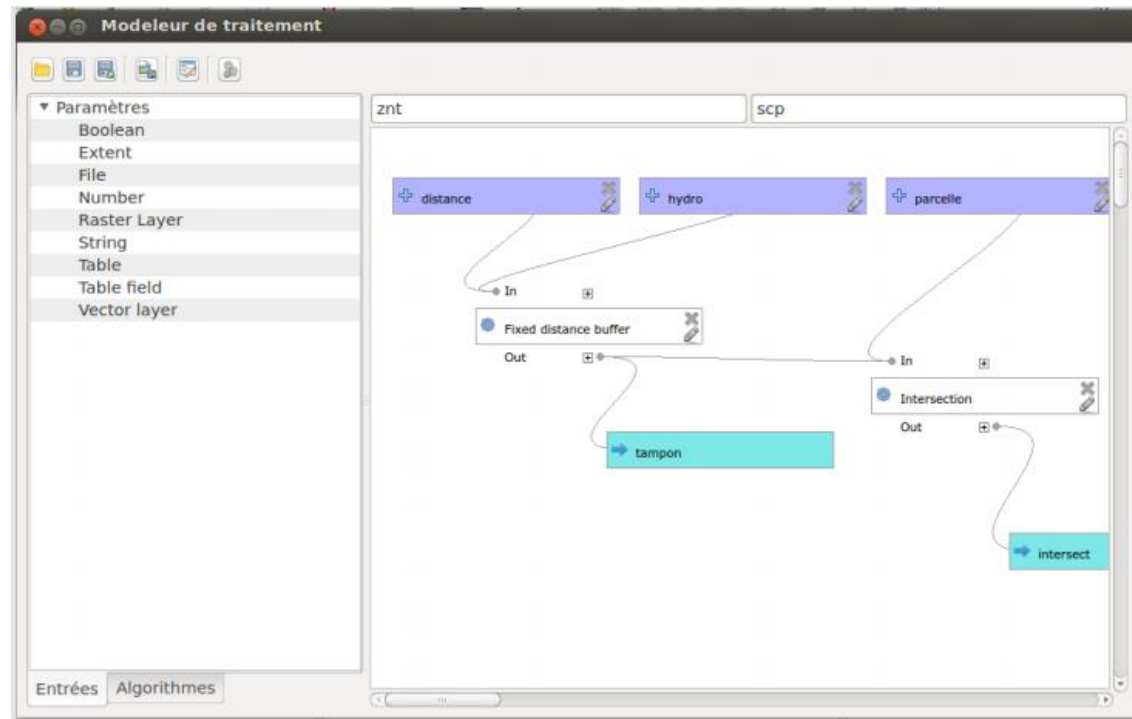 Modeleur de traitement
Paramètres
Boolean
Extent
File
Number
Raster Layer
String
Table
Table field
Vector layer
Entrées
Algorithmes
znt
scp
distance
hydro
parcelle
In
Fixed distance buffer
Out
In
Intersection
Out
tampon
intersect